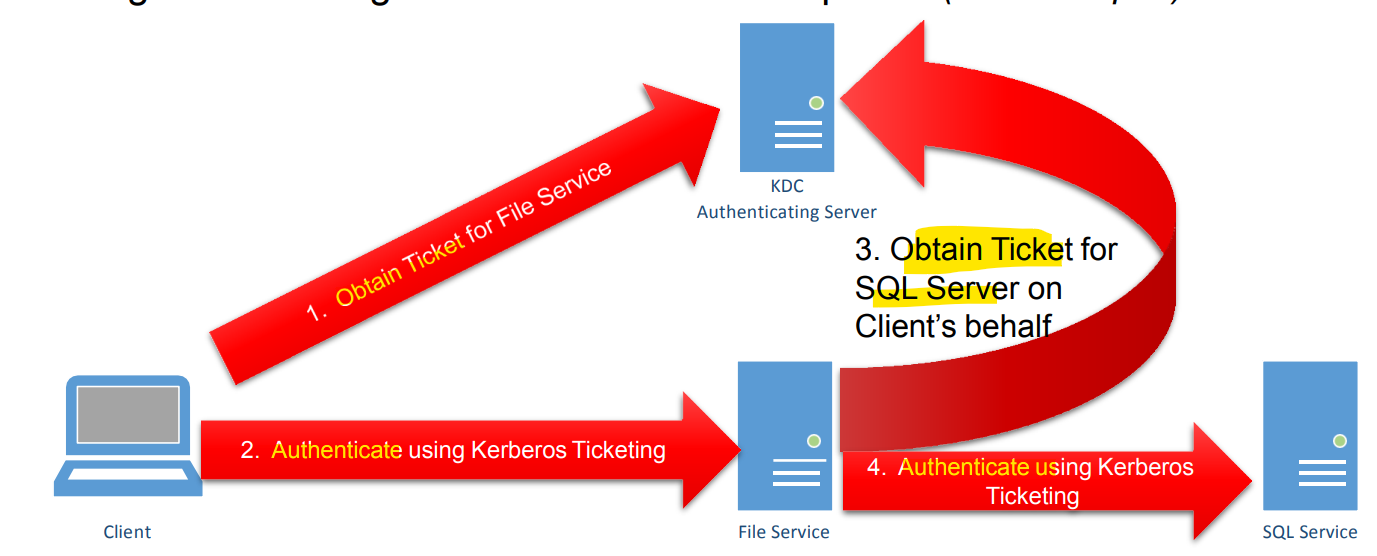 KDC
Authenticating Server
1. Obtain Ticket for File Service
3. Obtain Ticket for
SQL Server on
Client’s behalf
2. Authenticate using Kerberos Ticketing
4. Authenticate using Kerberos
Ticketing
Client
File Service
SQL Service